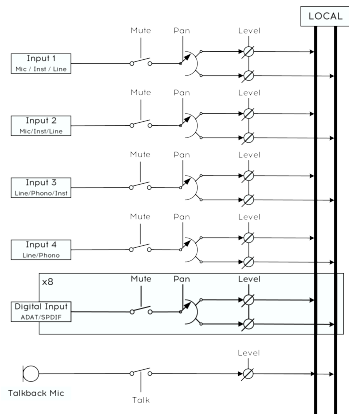 LOCAL
Mute Pan Level
Input 1
Mic / Inst / Line
Mute Pan Level
Input 2
Mic/Inst/Line
Mute Pan Level
Input 3
Line/Phono/Inst
Mute Pan Level
Input 4
Line/Phono
x8
Mute Pan Level
Digital Input
ADAT/SPDIF
Level
Talkback Mic
Talk